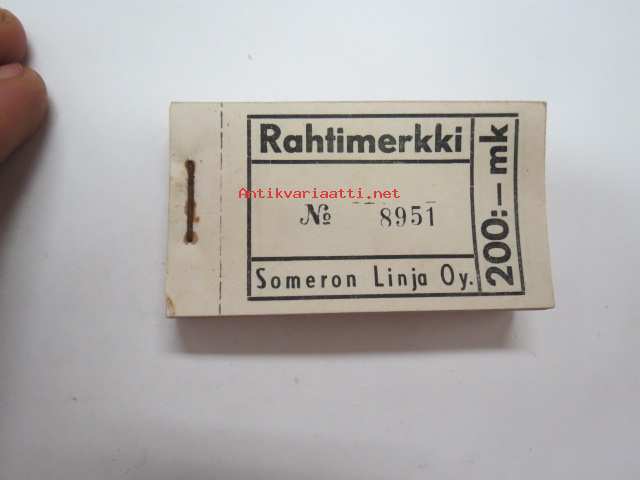 Rahtimerkki
Antikvariaatti.net
№ 8951
Someron Linja Oy.
200:— mk